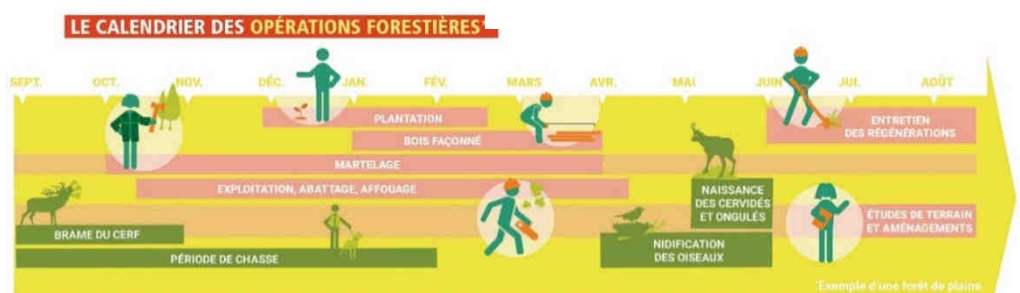 LE CALENDRIER DES OPÉRATIONS FORESTIÈRES*
SEPT. OCT. NOV. DÉC. JAN. FÉV. MARS AVR. MAI JUIN JUI. AOÛT
PLANTATION
ENTRETIEN
DES RÉGÉNÉRATIONS
BOIS FAÇONNÉ
MARTELAGE
EXPLOITATION, ABATTAGE, AFFOUAGE
NAISSANCE
DES CERVIDÉS
ET ONGULÉS
ÉTUDES DE TERRAIN
ET AMÉNAGEMENTS
BRAME DU CERF
NIDIFICATION
DES OISEAUX
PÉRIODE DE CHASSE
*Exemple d'une forêt de plaine